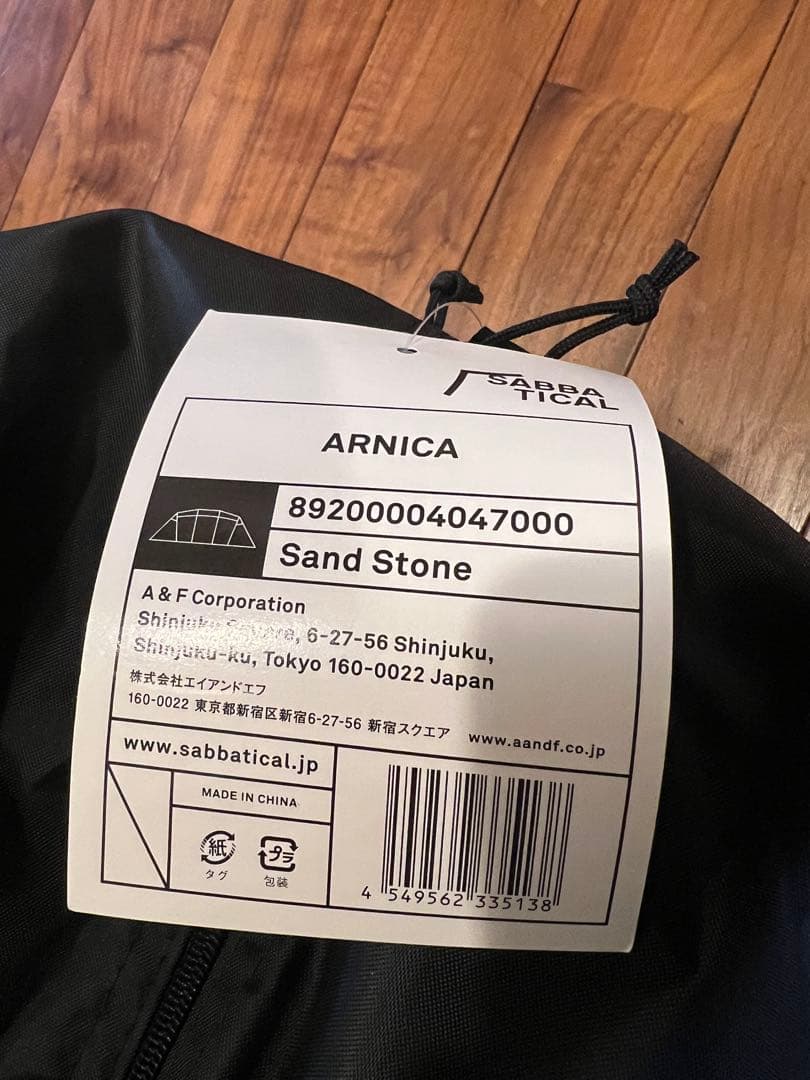 SABBA
TICAL
ARNICA
89200004047000
Sand Stone
A & F Corporation
Shinjuku Square, 6-27-56 Shinjuku,
Shinjuku-ku, Tokyo 160-0022 Japan
株式会社エイアンドエフ
160-0022 東京都新宿区新宿6-27-56 新宿スクエア
www.aandf.co.jp
www.sabbatical.jp
MADE IN CHINA
紙
タグ
プラ
包装
4 549562 335138